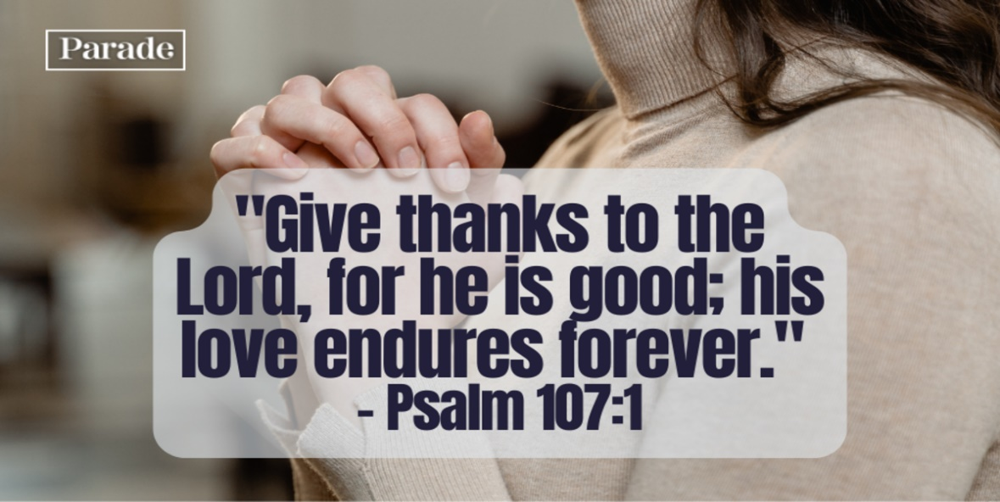 Parade
"Give thanks to the
Lord, for he is good; his
love endures forever."
- Psalm 107:1